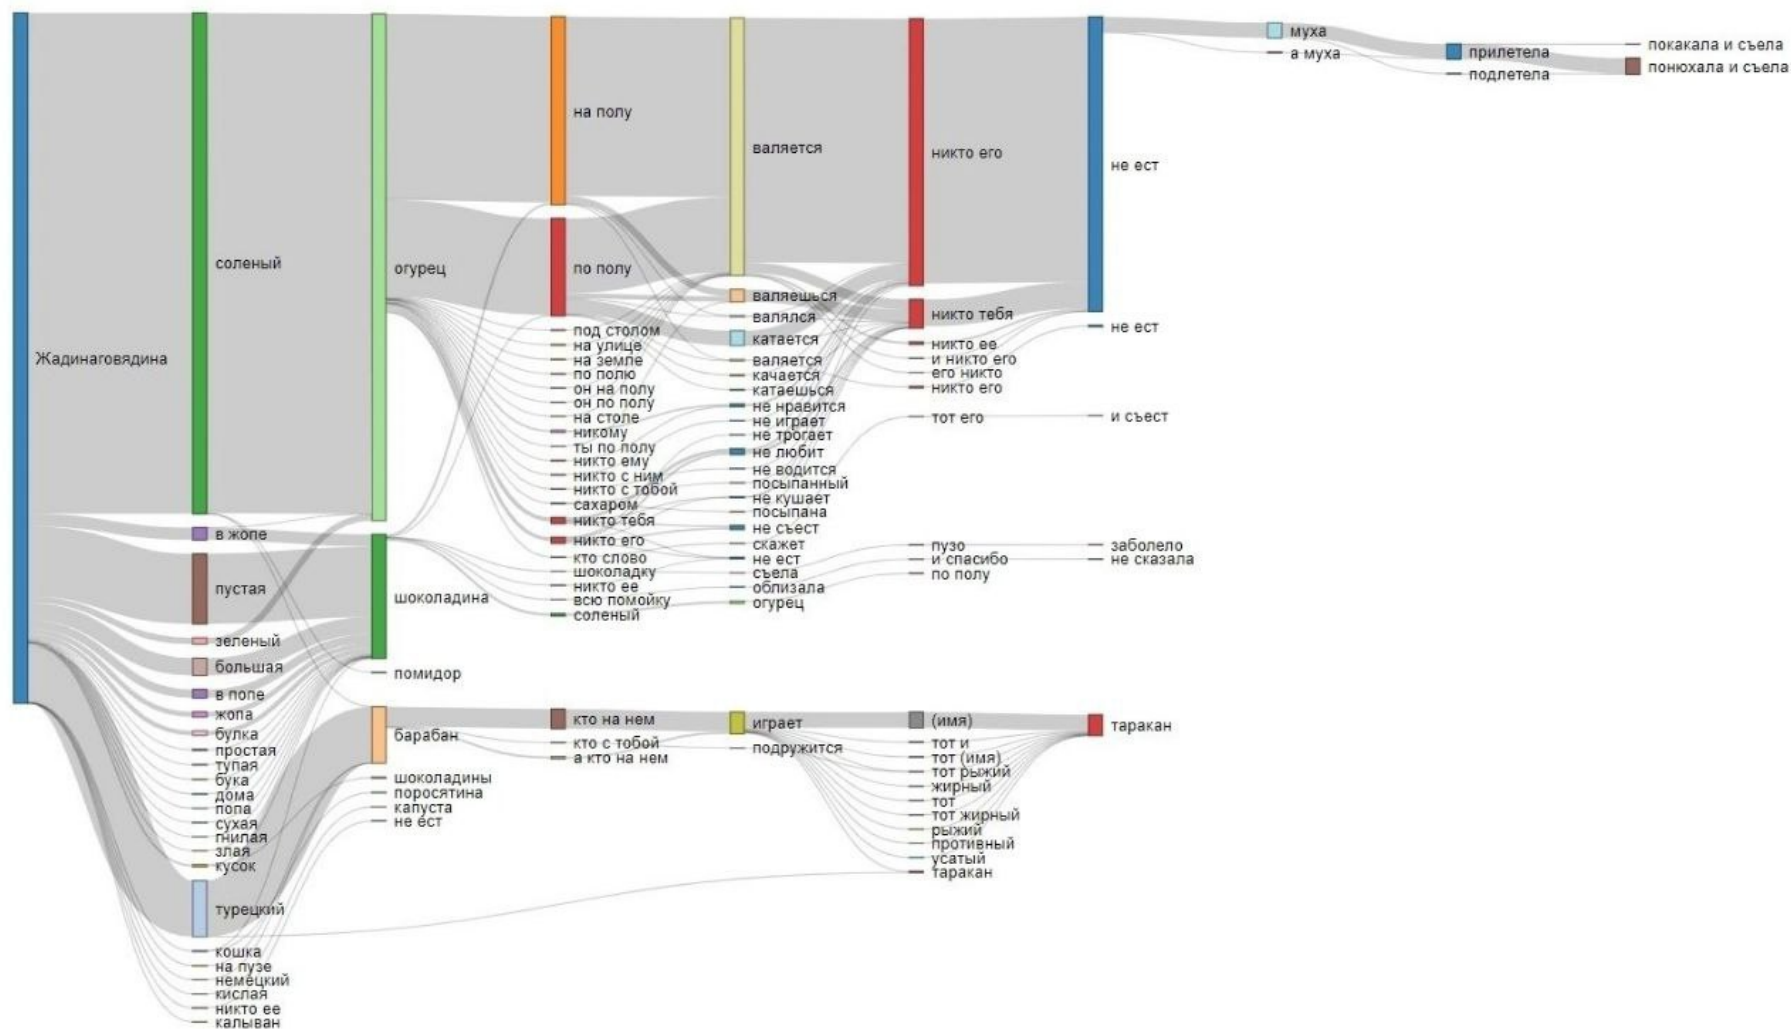 Жадинаговядина
соленый
в жопе
пустая
зеленый
большая
в попе
жопа
булка
простая
тупая
бука
дома
попа
сухая
гнилая
злая
кусок
турецкий
кошка
на пузе
немецкий
кислая
никто ее
калыван
огурец
шоколадина
помидор
барабан
шоколадины
поросятина
капуста
не ест
на полу
по полу
под столом
на улице
на земле
по полю
он на полу
он по полу
на столе
никому
ты по полу
никто ему
никто с ним
никто с тобой
сахаром
никто тебя
никто его
кто слово
шоколадку
никто ее
всю помойку
соленый
кто на нем
кто с тобой
а кто на нем
валяется
валяешься
валялся
катается
валяется
качается
катаешься
не нравится
не играет
не трогает
не любит
не водится
посыпанный
не кушает
посыпана
не съест
скажет
не ест
съела
облизала
огурец
играет
подружится
никто его
никто тебя
никто ее
и никто его
его никто
никто его
тот его
пузо
и спасибо
по полу
(имя)
тот и
тот (имя)
тот рыжий
жирный
тот
тот жирный
рыжий
противный
усатый
таракан
не ест
не ест
и съест
заболело
не сказала
таракан
муха
а муха
прилетела
подлетела
покакала и съела
понюхала и съела